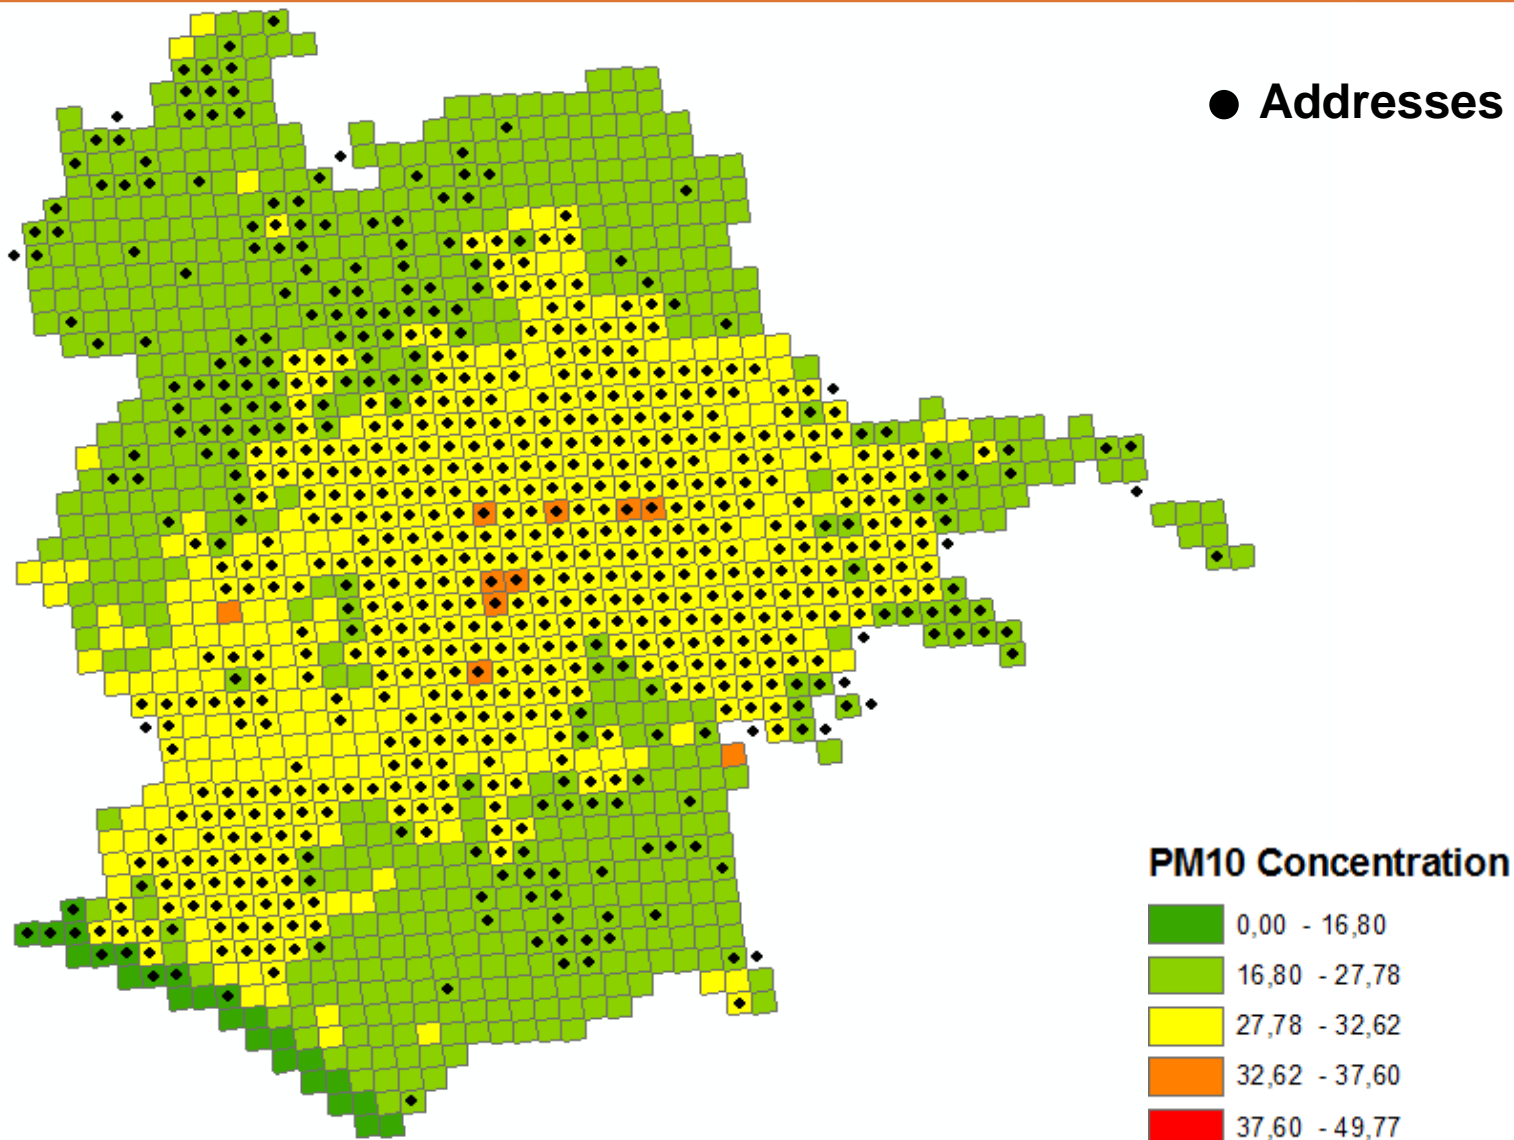 Addresses
PM10 Concentration
0,00 - 16,80
16,80 - 27,78
27,78 - 32,62
32,62 - 37,60
37,60 - 49,77